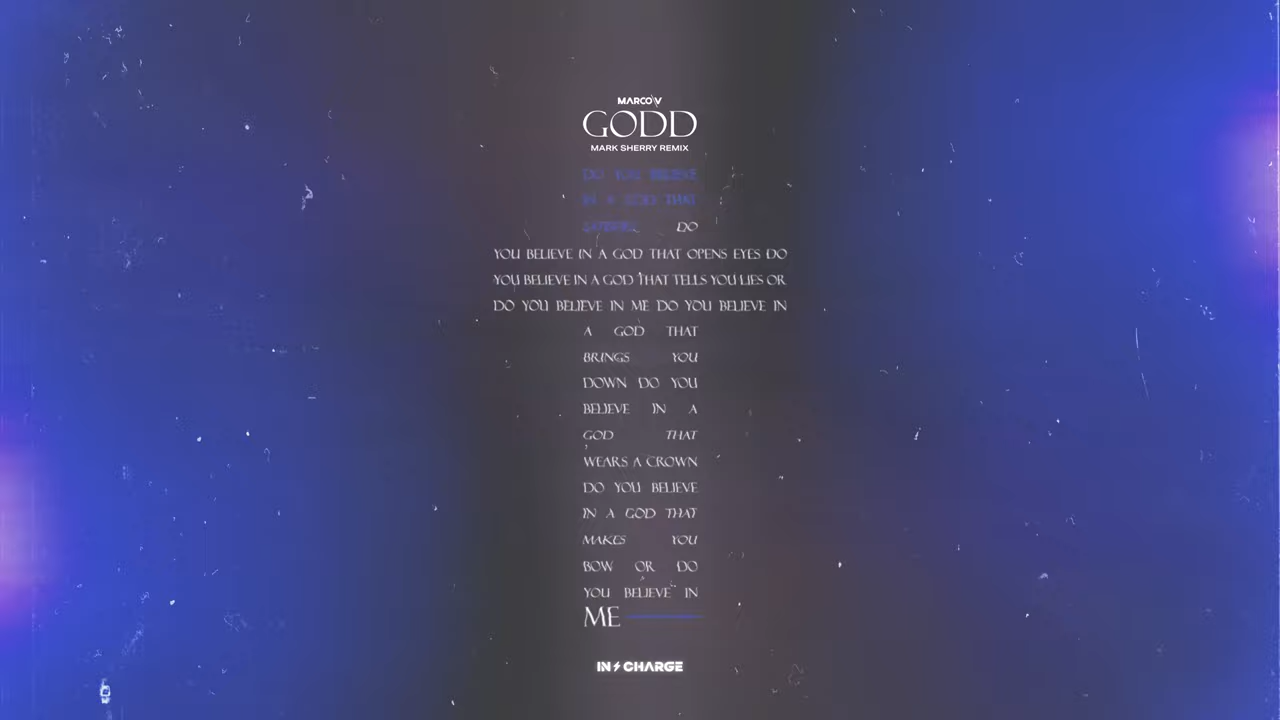 MARCO V
GODD
MARK SHERRY REMIX
DO YOU BELIEVE
IN A GOD THAT
DO
YOU BELIEVE IN A GOD THAT OPENS EYES DO
YOU BELIEVE IN A GOD THAT TELLS YOU LIES OR
DO YOU BELIEVE IN ME DO YOU BELIEVE IN
A GOD THAT
BRINGS YOU
DOWN DO YOU
BELIEVE IN A
GOD THAT
WEARS A CROWN
DO YOU BELIEVE
IN A GOD THAT
MAKES YOU
BOW OR DO
YOU BELIEVE IN
ME
IN CHARGE